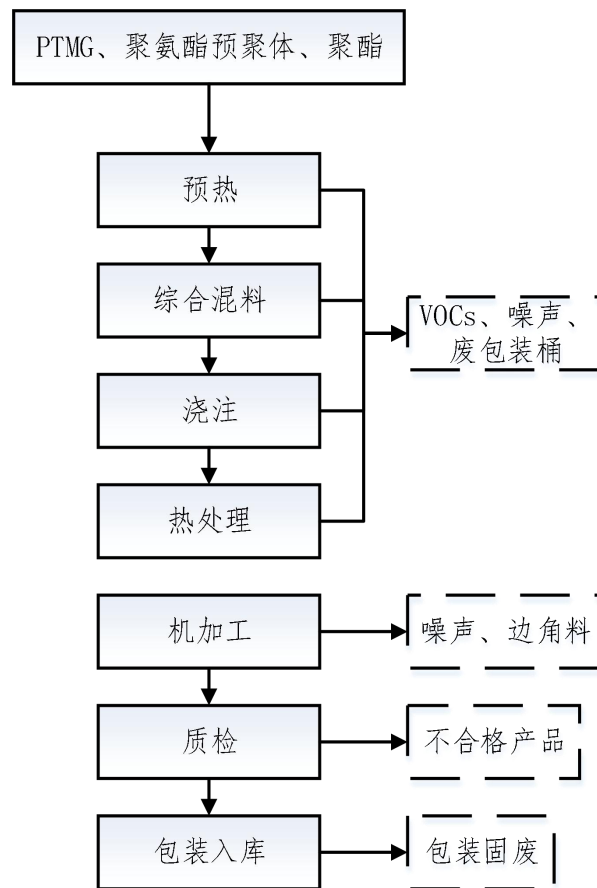 PTMG、聚氨酯预聚体、聚酯
预热
综合混料
VOCs、噪声、
废包装桶
浇注
热处理
机加工
噪声、边角料
质检
不合格产品
包装入库
包装固废